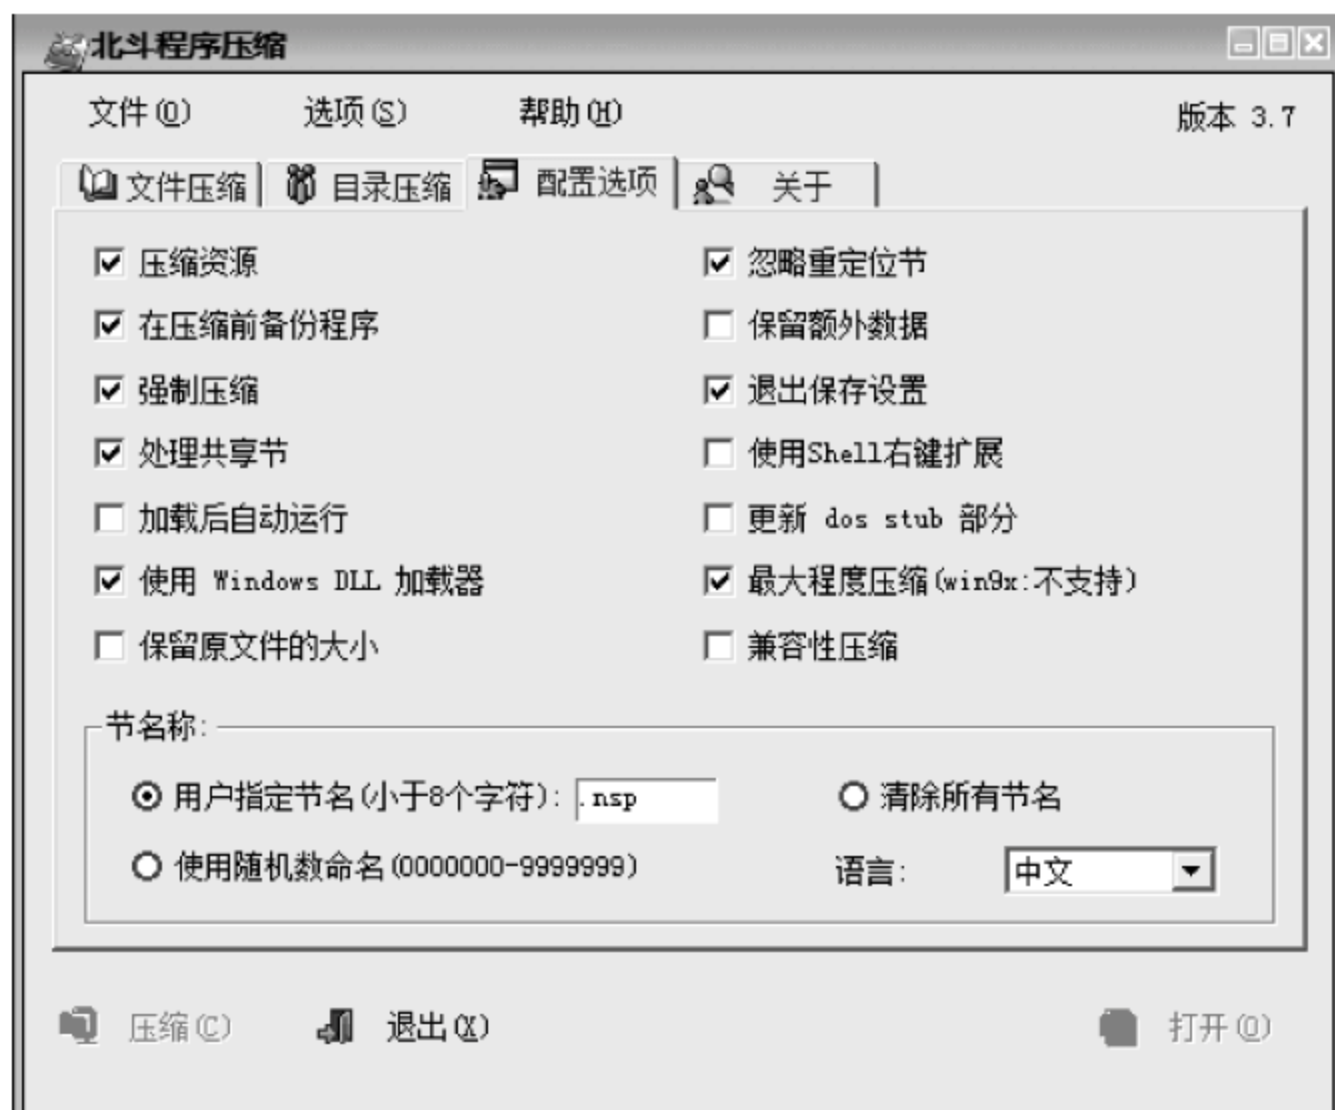 北斗程序压缩
文件(O) 选项(S) 帮助(H) 版本 3.7
文件压缩 目录压缩 配置选项 关于
压缩资源 忽略重定位节
在压缩前备份程序 保留额外数据
强制压缩 退出保存设置
处理共享节 使用Shell右键扩展
加载后自动运行 更新 dos stub 部分
使用 Windows DLL 加载器 最大程度压缩(win9x:不支持)
保留原文件的大小 兼容性压缩
节名称:
用户指定节名(小于8个字符): .nsp 清除所有节名
使用随机数命名(0000000-9999999) 语言: 中文
压缩(C) 退出(X) 打开(O)